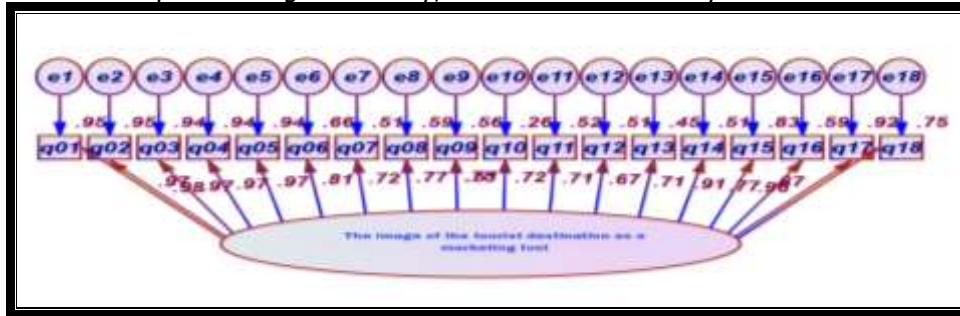 e1 e2 e3 e4 e5 e6 e7 e8 e9 e10 e11 e12 e13 e14 e15 e16 e17 e18
.95 .95 .94 .94 .94 .66 .51 .59 .56 .26 .52 .51 .45 .51 .83 .59 .92 .75
q01 q02 q03 q04 q05 q06 q07 q08 q09 q10 q11 q12 q13 q14 q15 q16 q17 q18
.97 .98 .97 .97 .97 .81 .72 .77 .72 .71 .67 .71 .91 .77 .96
The image of the tourist destination as a
marketing tool